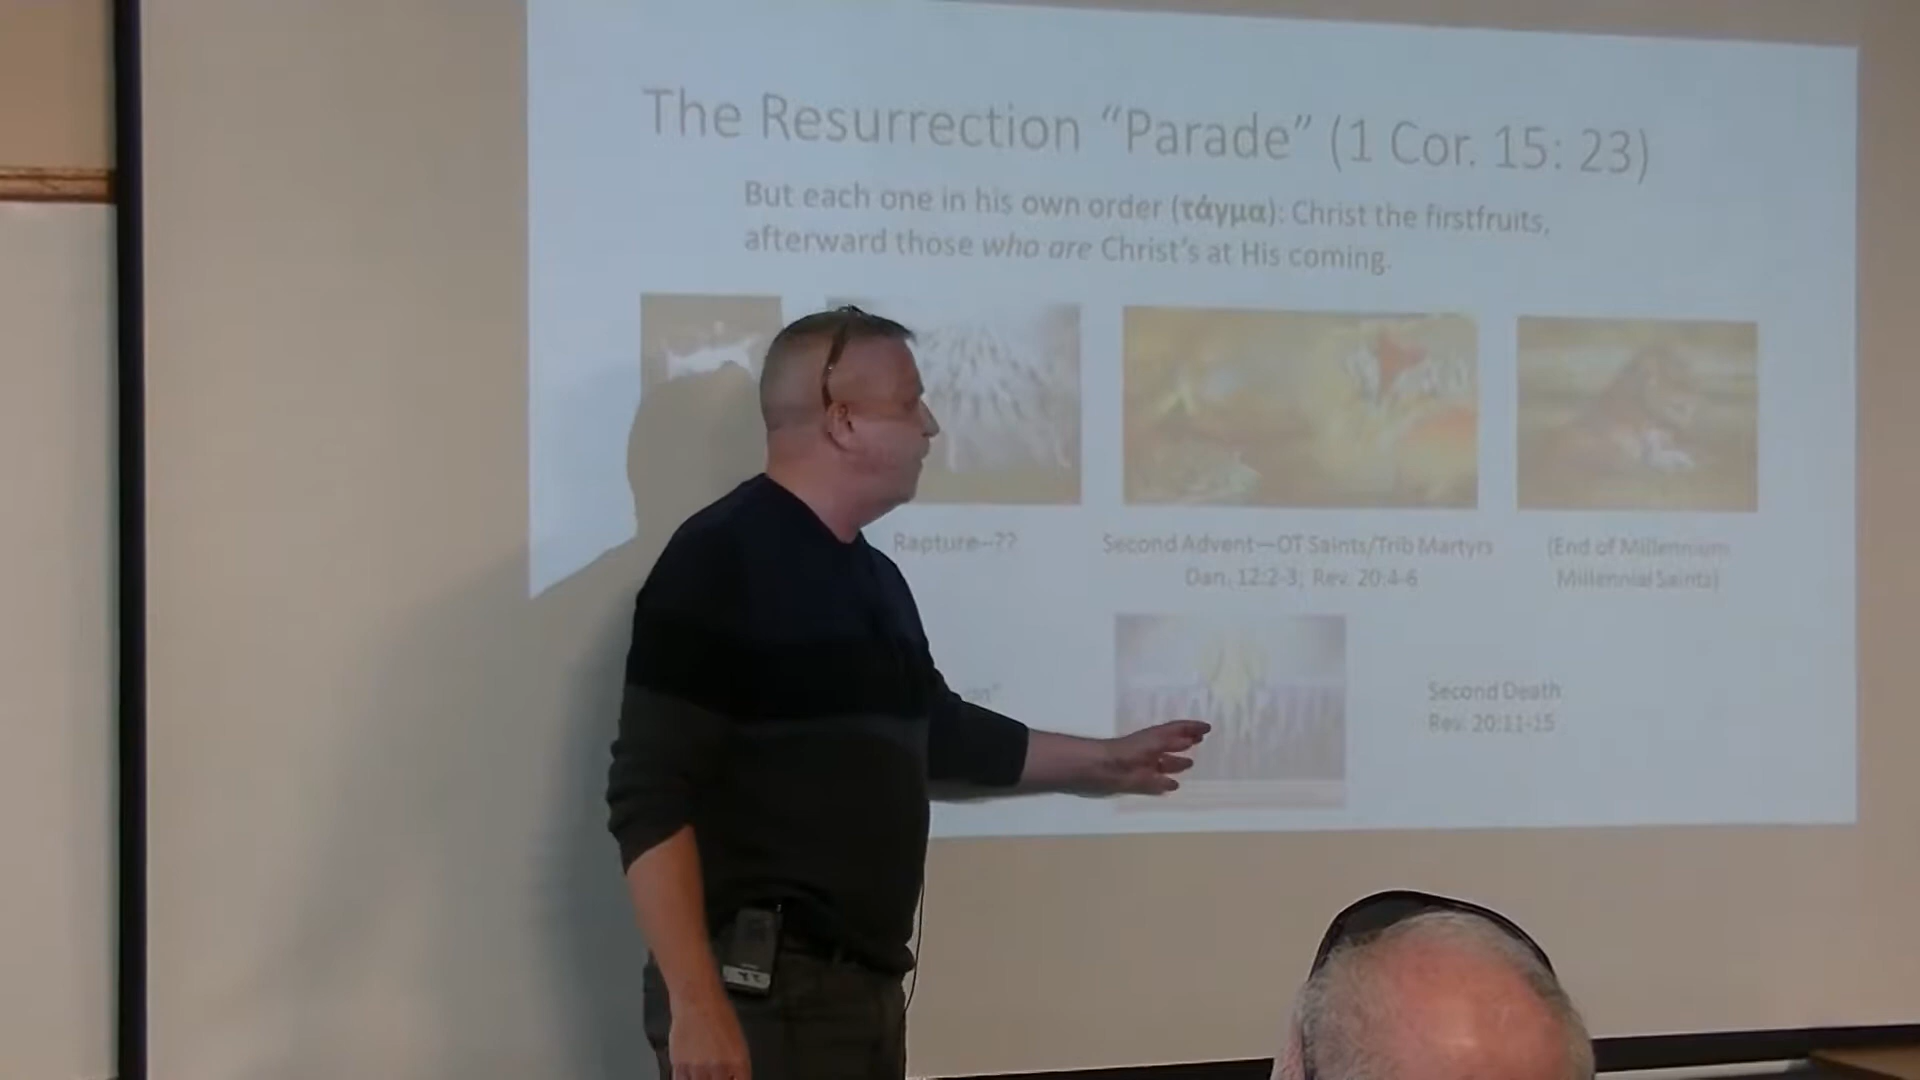 The Resurrection “Parade” (1 Cor. 15: 23)
But each one in his own order (τάγμα): Christ the firstfruits,
afterward those who are Christ’s at His coming.
Rapture--??
Second Advent—OT Saints/Trib Martyrs
Dan. 12:2-3; Rev. 20:4-6
(End of Millennium
Millennial Saints)
Second Death
Rev. 20:11-15